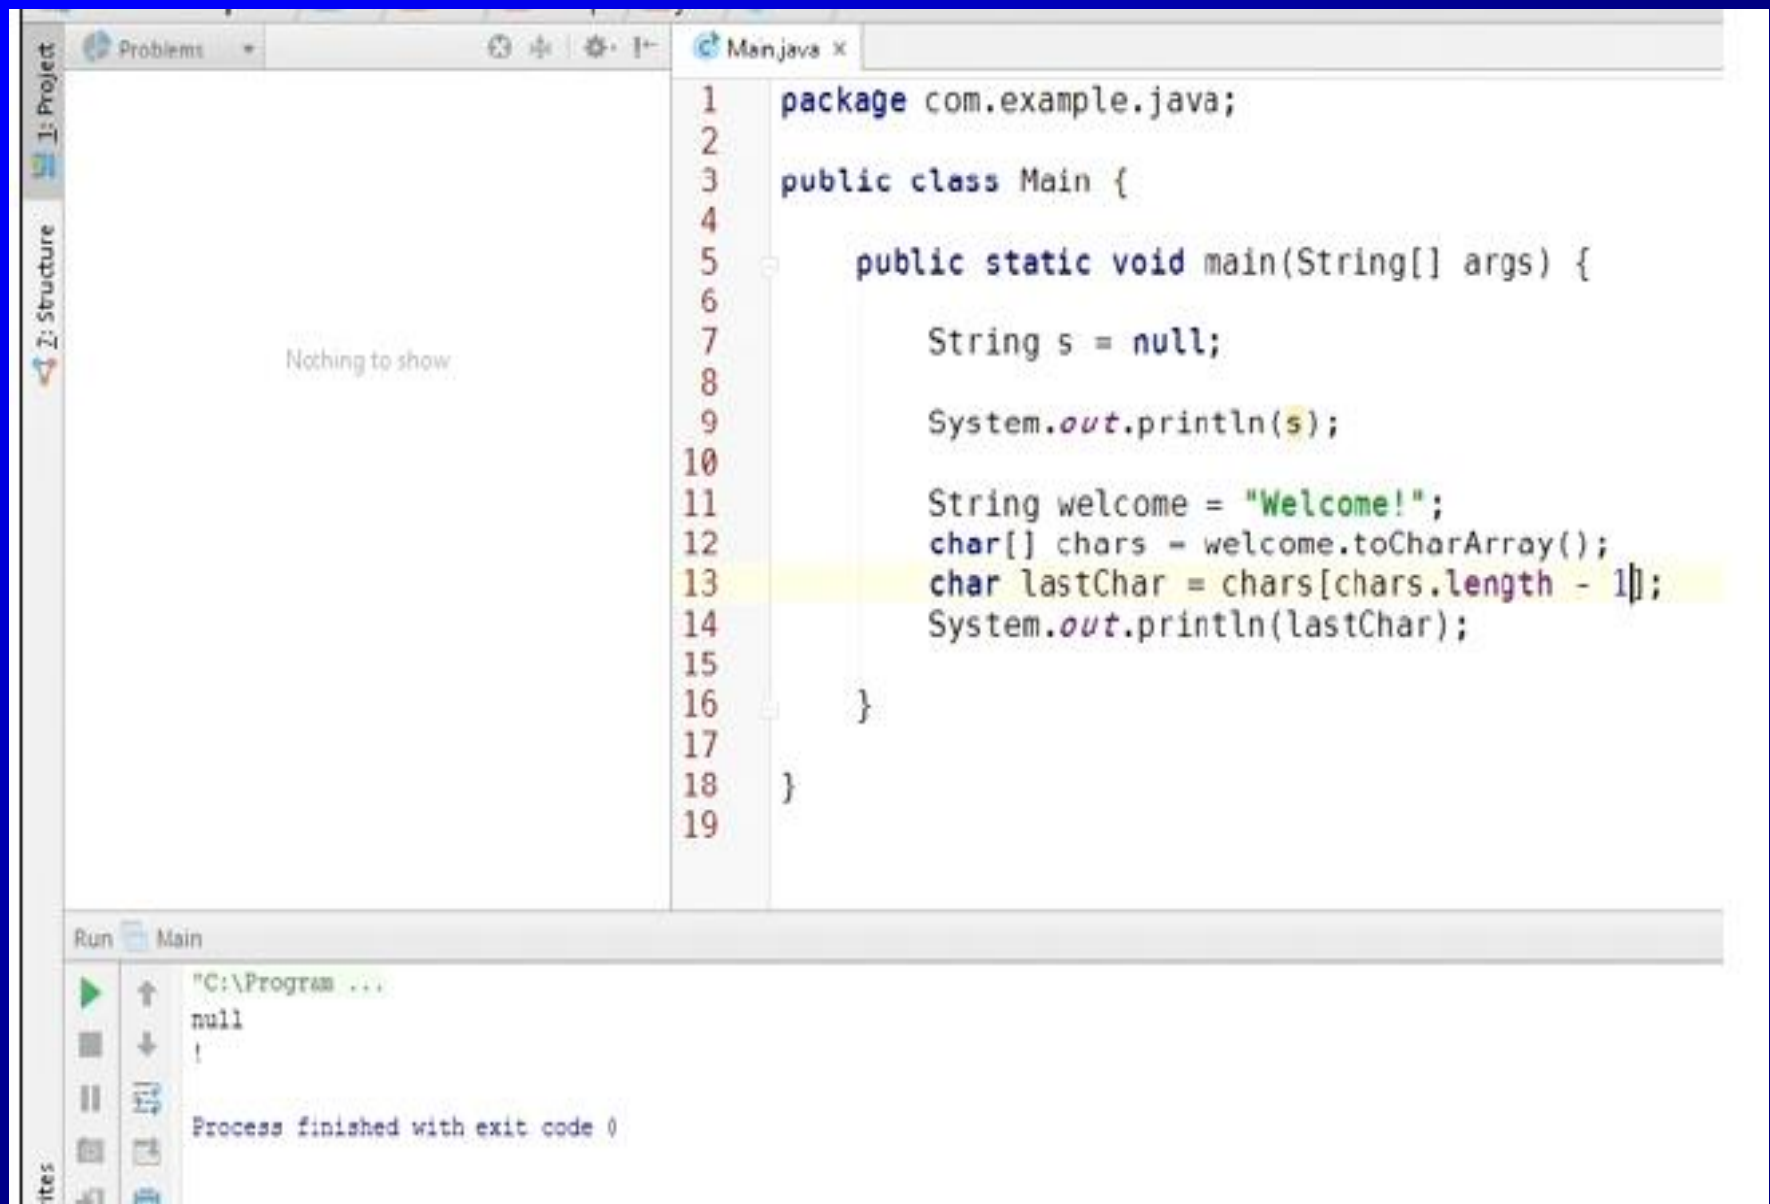 1: Project
2: Structure
Problems
Nothing to show
Main.java ×
1 package com.example.java;
2
3 public class Main {
4
5 public static void main(String[] args) {
6
7 String s = null;
8
9 System.out.println(s);
10
11 String welcome = "Welcome!";
12 char[] chars = welcome.toCharArray();
13 char lastChar = chars[chars.length - 1];
14 System.out.println(lastChar);
15
16 }
17
18 }
19
Run Main
"C:\Program ...
null
!
Process finished with exit code 0